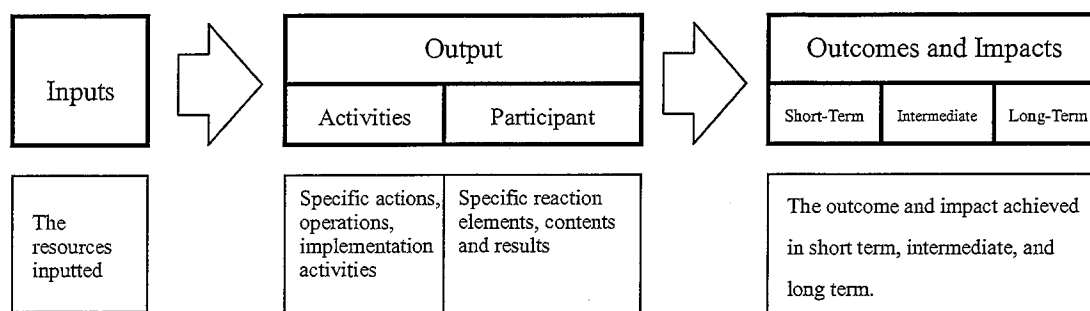 Inputs
Output
Activities
Participant
Outcomes and Impacts
Short-Term
Intermediate
Long-Term
The
resources
inputted
Specific actions,
operations,
implementation
activities
Specific reaction
elements, contents
and results
The outcome and impact achieved
in short term, intermediate, and
long term.